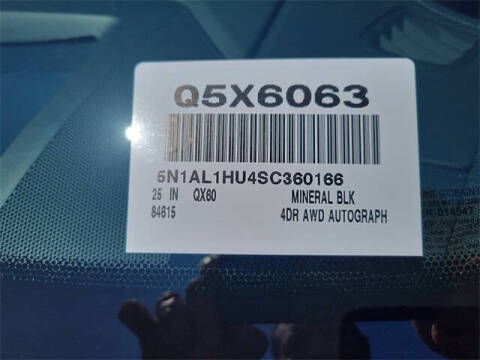 Q5X6063
5N1AL1HU4SC360166
25 IN QX60 MINERAL BLK
84615 4DR AWD AUTOGRAPH